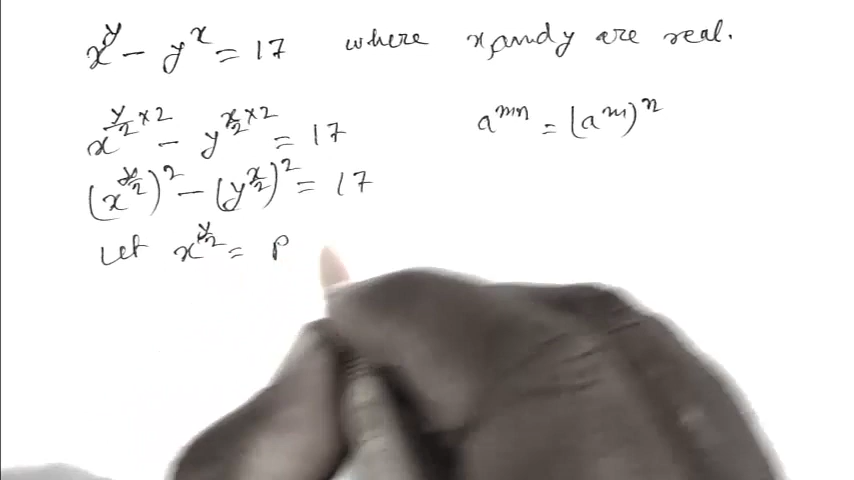 x^y - y^x = 17 where x, and y are real.
x^{y/2 × 2} - y^{x/2 × 2} = 17 a^{mn} = (a^m)^n
(x^{y/2})^2 - (y^{x/2})^2 = 17
Let x^{y/2} = p